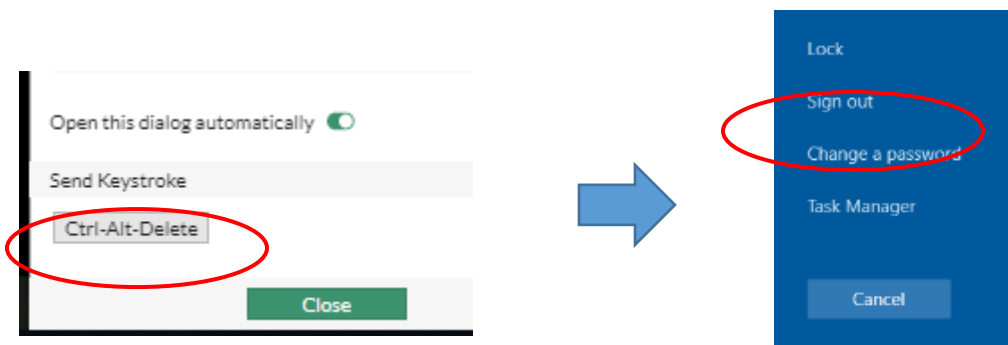 Open this dialog automatically
Send Keystroke
Ctrl-Alt-Delete
Close
Lock
Sign out
Change a password
Task Manager
Cancel